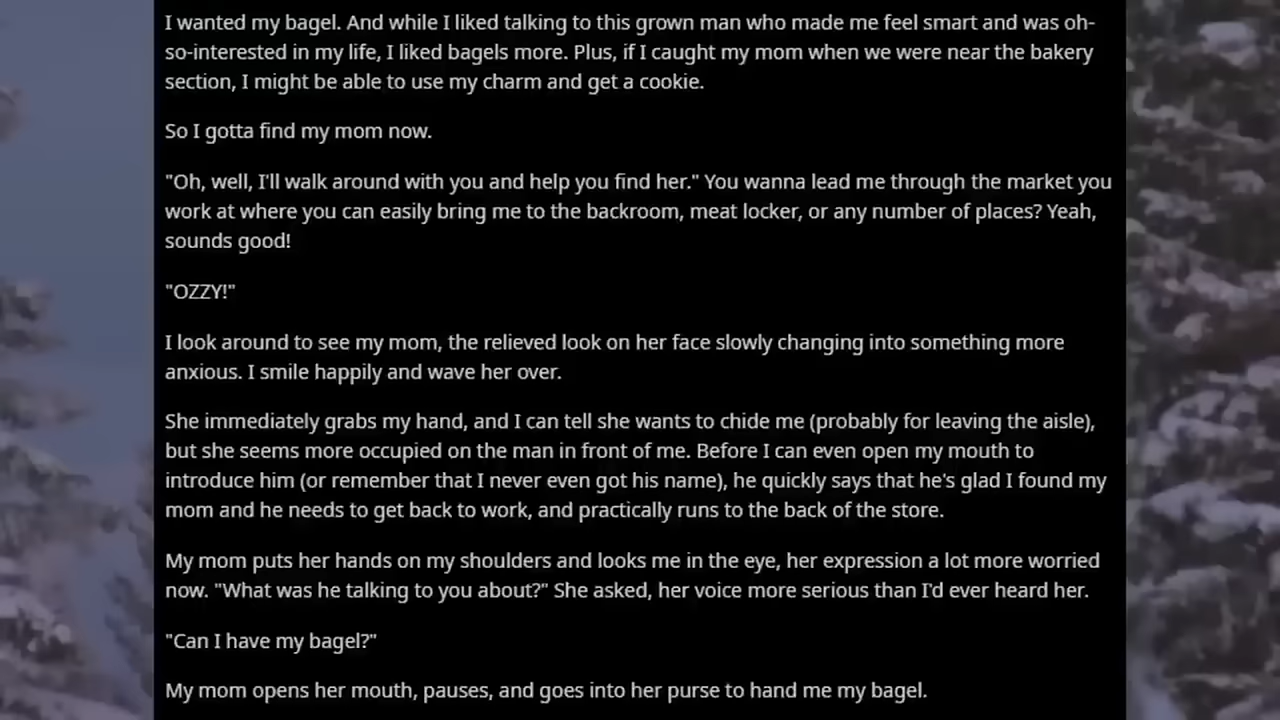 I wanted my bagel. And while I liked talking to this grown man who made me feel smart and was oh-
so-interested in my life, I liked bagels more. Plus, if I caught my mom when we were near the bakery
section, I might be able to use my charm and get a cookie.
So I gotta find my mom now.
"Oh, well, I'll walk around with you and help you find her." You wanna lead me through the market you
work at where you can easily bring me to the backroom, meat locker, or any number of places? Yeah,
sounds good!
"OZZY!"
I look around to see my mom, the relieved look on her face slowly changing into something more
anxious. I smile happily and wave her over.
She immediately grabs my hand, and I can tell she wants to chide me (probably for leaving the aisle),
but she seems more occupied on the man in front of me. Before I can even open my mouth to
introduce him (or remember that I never even got his name), he quickly says that he's glad I found my
mom and he needs to get back to work, and practically runs to the back of the store.
My mom puts her hands on my shoulders and looks me in the eye, her expression a lot more worried
now. "What was he talking to you about?" She asked, her voice more serious than I'd ever heard her.
"Can I have my bagel?"
My mom opens her mouth, pauses, and goes into her purse to hand me my bagel.